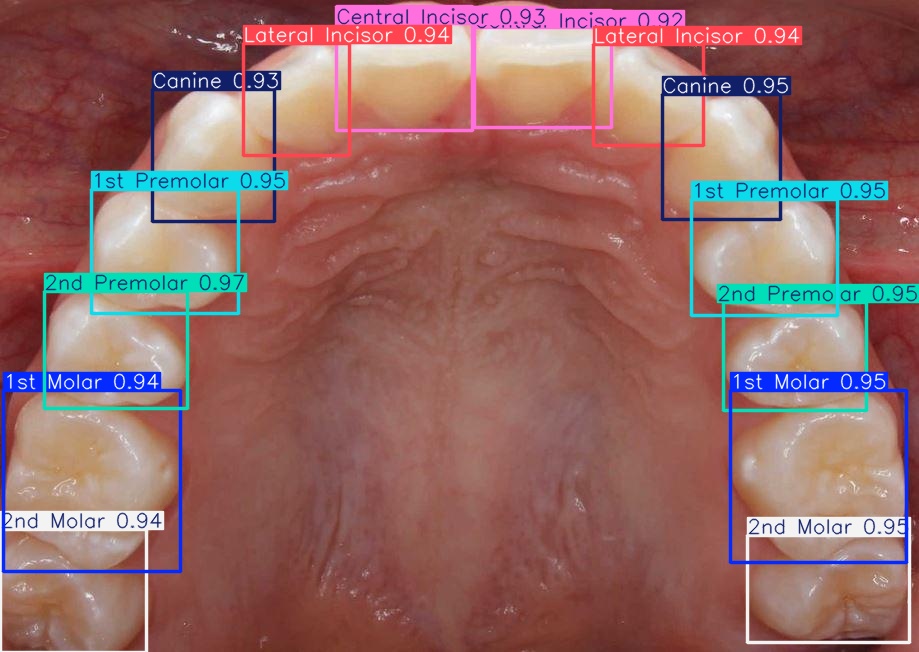 Central Incisor 0.93
Incisor 0.92
Lateral Incisor 0.94
Lateral Incisor 0.94
Canine 0.93
Canine 0.95
1st Premolar 0.95
1st Premolar 0.95
2nd Premolar 0.97
2nd Premolar 0.95
1st Molar 0.94
1st Molar 0.95
2nd Molar 0.94
2nd Molar 0.95